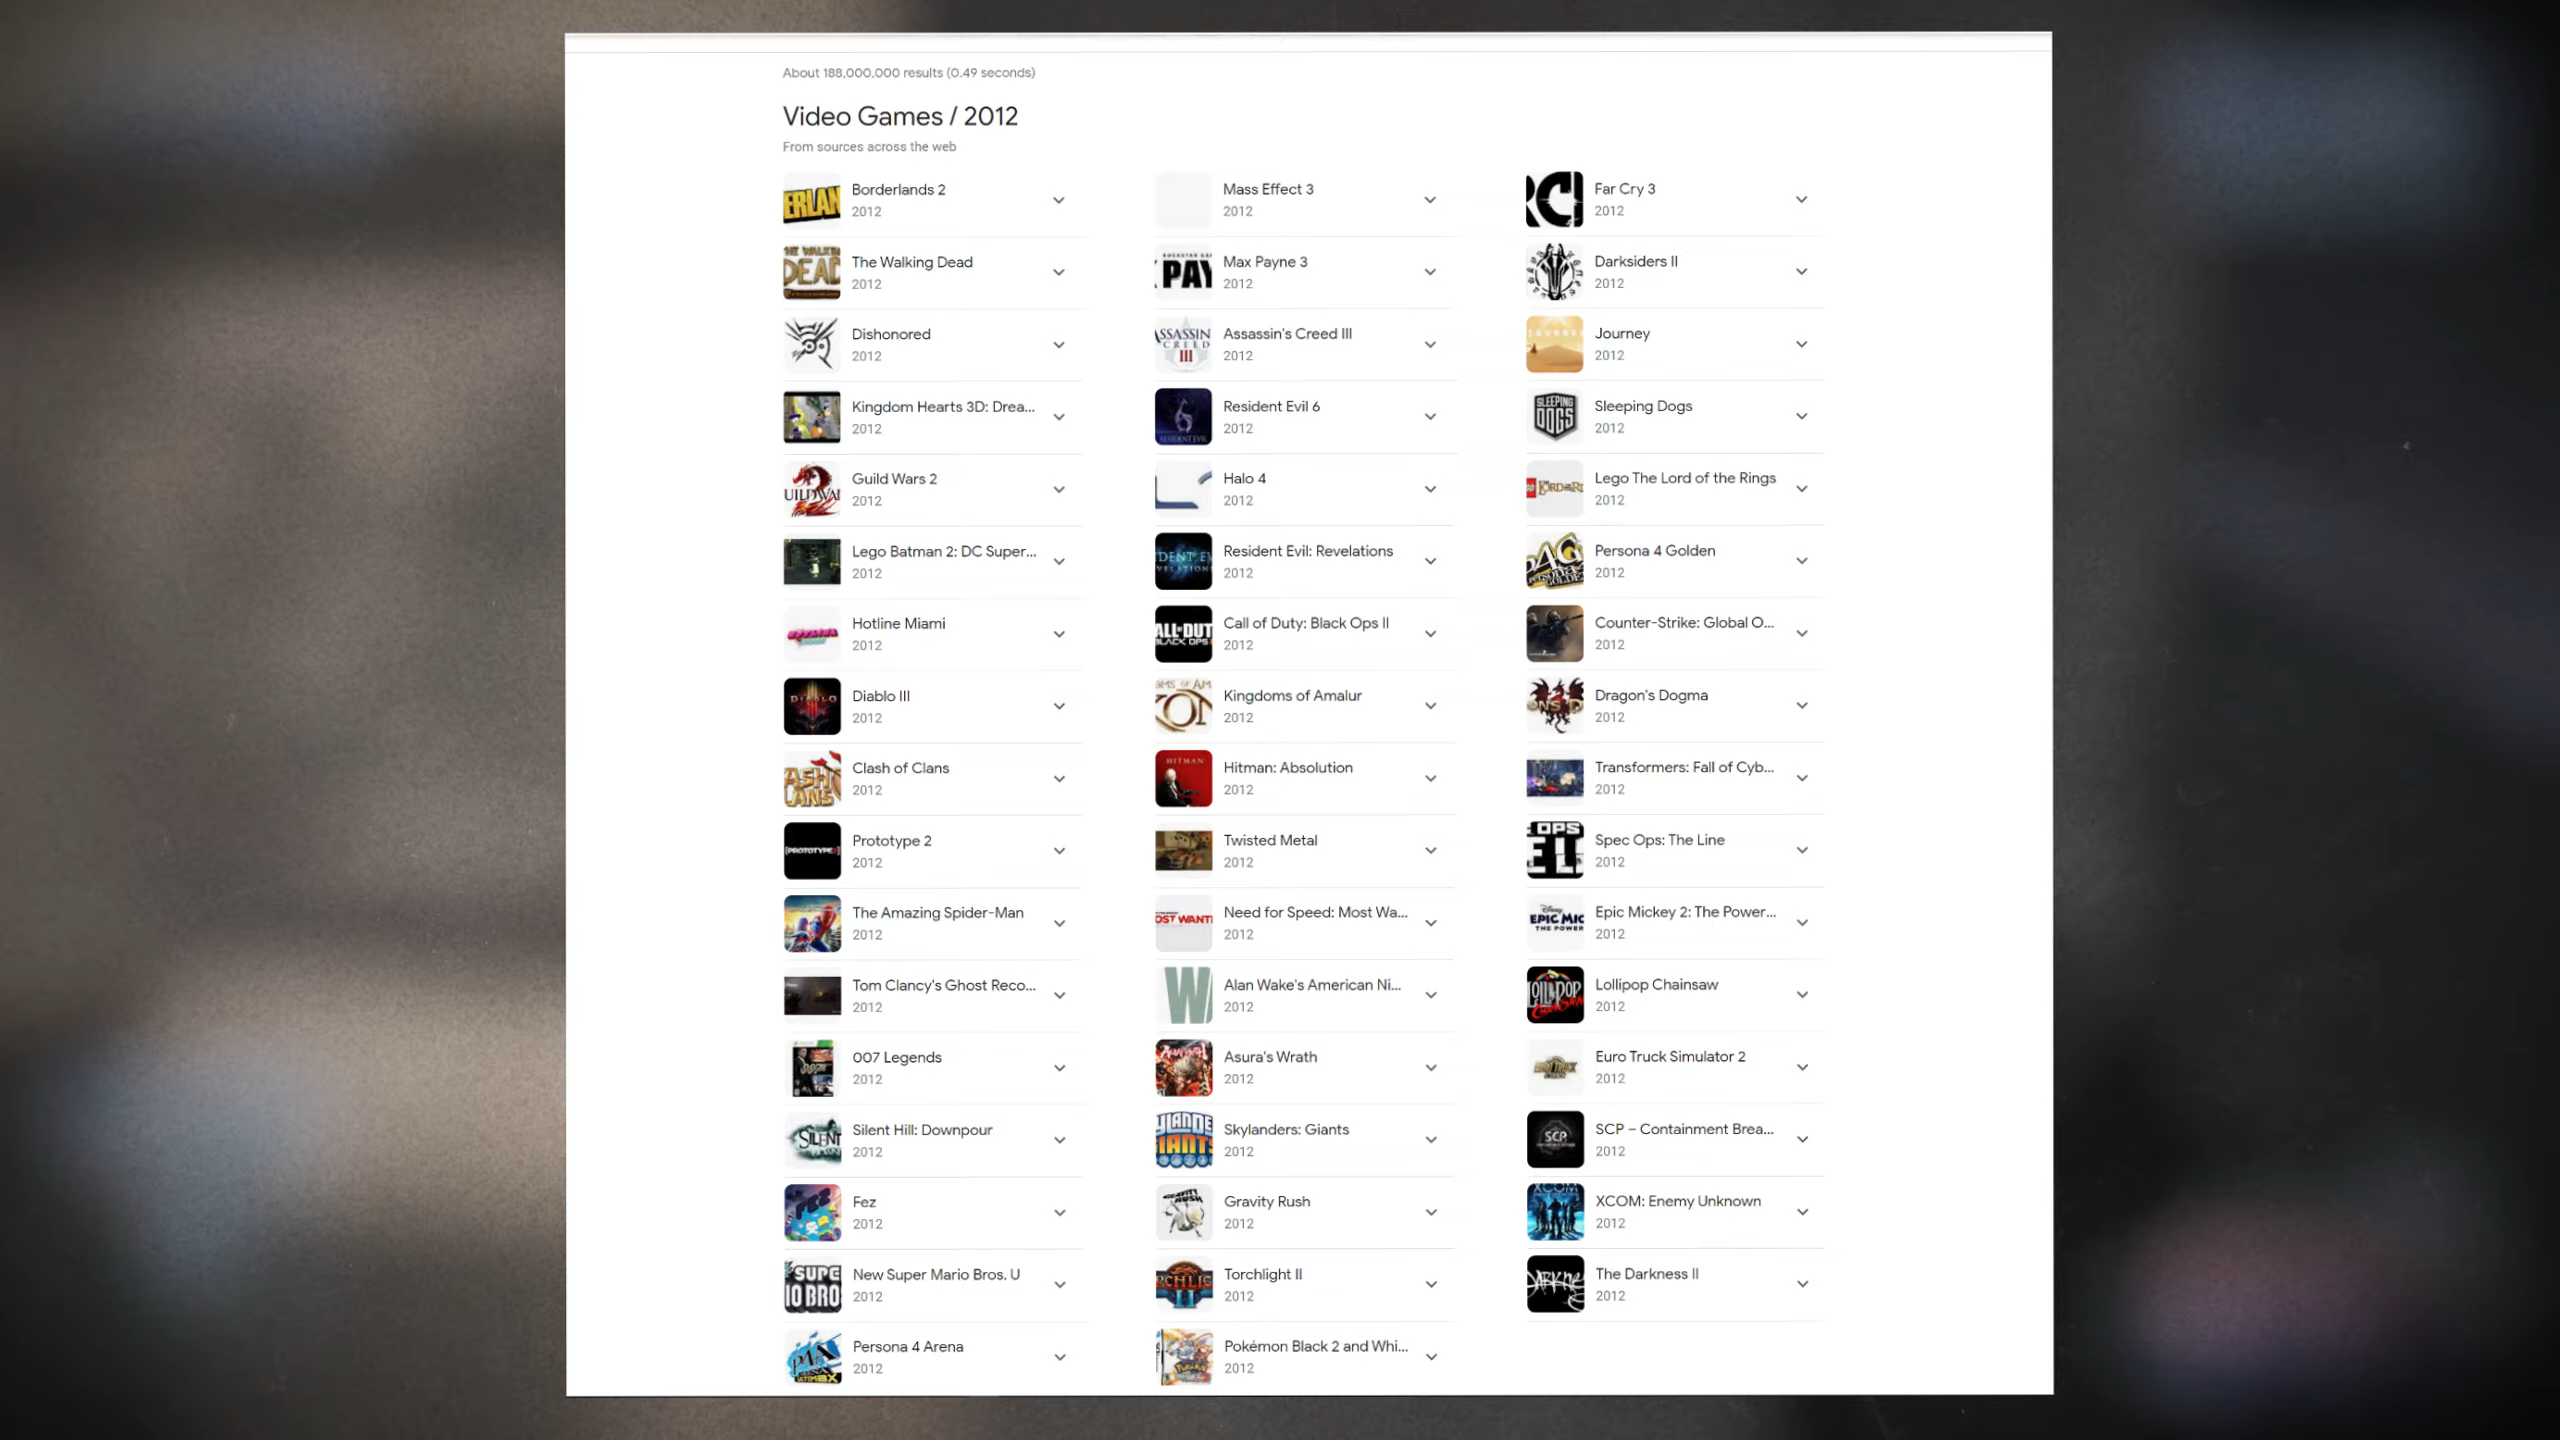 About 188,000,000 results (0.49 seconds)
Video Games / 2012
From sources across the web
Borderlands 2
2012
The Walking Dead
2012
Dishonored
2012
Kingdom Hearts 3D: Drea...
2012
Guild Wars 2
2012
Lego Batman 2: DC Super...
2012
Hotline Miami
2012
Diablo III
2012
Clash of Clans
2012
Prototype 2
2012
The Amazing Spider-Man
2012
Tom Clancy's Ghost Reco...
2012
007 Legends
2012
Silent Hill: Downpour
2012
Fez
2012
New Super Mario Bros. U
2012
Persona 4 Arena
2012
Mass Effect 3
2012
Max Payne 3
2012
Assassin's Creed III
2012
Resident Evil 6
2012
Halo 4
2012
Resident Evil: Revelations
2012
Call of Duty: Black Ops II
2012
Kingdoms of Amalur
2012
Hitman: Absolution
2012
Twisted Metal
2012
Need for Speed: Most Wa...
2012
Alan Wake's American Ni...
2012
Asura's Wrath
2012
Skylanders: Giants
2012
Gravity Rush
2012
Torchlight II
2012
Pokémon Black 2 and Whi...
2012
Far Cry 3
2012
Darksiders II
2012
Journey
2012
Sleeping Dogs
2012
Lego The Lord of the Rings
2012
Persona 4 Golden
2012
Counter-Strike: Global O...
2012
Dragon's Dogma
2012
Transformers: Fall of Cyb...
2012
Spec Ops: The Line
2012
Epic Mickey 2: The Power...
2012
Lollipop Chainsaw
2012
Euro Truck Simulator 2
2012
SCP – Containment Brea...
2012
XCOM: Enemy Unknown
2012
The Darkness II
2012